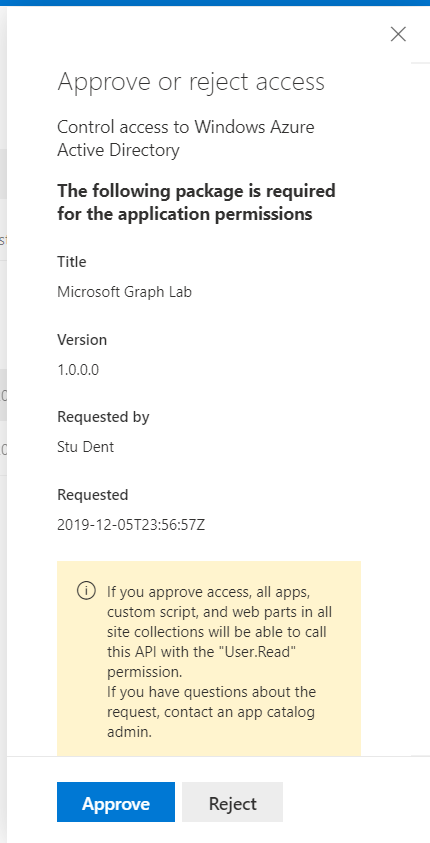 Approve or reject access
Control access to Windows Azure
Active Directory
The following package is required
for the application permissions
Title
Microsoft Graph Lab
Version
1.0.0.0
Requested by
Stu Dent
Requested
2019-12-05T23:56:57Z
If you approve access, all apps,
custom script, and web parts in all
site collections will be able to call
this API with the "User.Read"
permission.
If you have questions about the
request, contact an app catalog
admin.
Approve
Reject